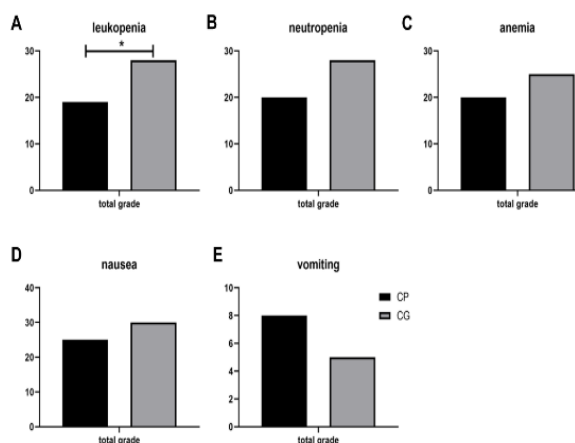 A
leukopenia
*
30
20
10
0
total grade
B
neutropenia
30
20
10
0
total grade
C
anemia
30
20
10
0
total grade
D
nausea
40
30
20
10
0
total grade
E
vomiting
10
8
6
4
2
0
total grade
CP
CG